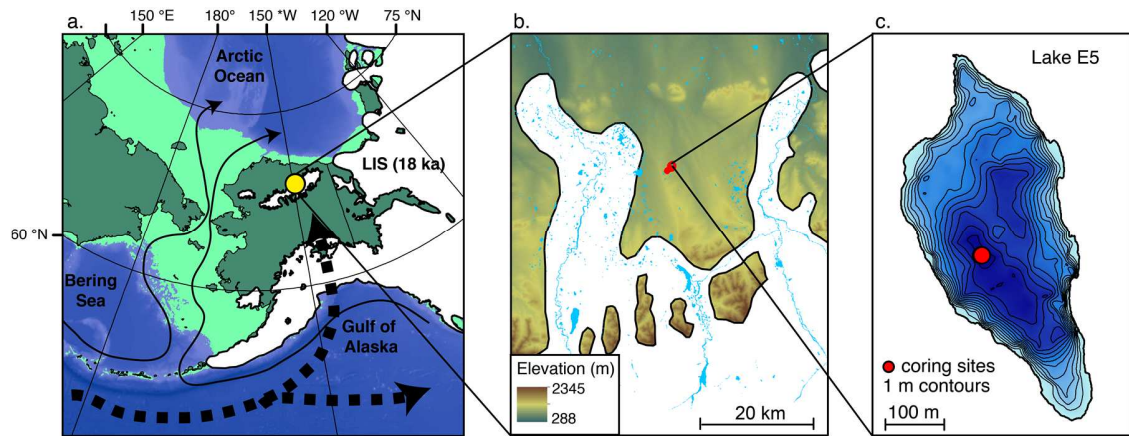 a.
150 °E
180°
150 °W
120 °W
75 °N
Arctic
Ocean
LIS (18 ka)
60 °N
Bering
Sea
Gulf of
Alaska
b.
Elevation (m)
2345
288
20 km
c.
Lake E5
coring sites
1 m contours
100 m